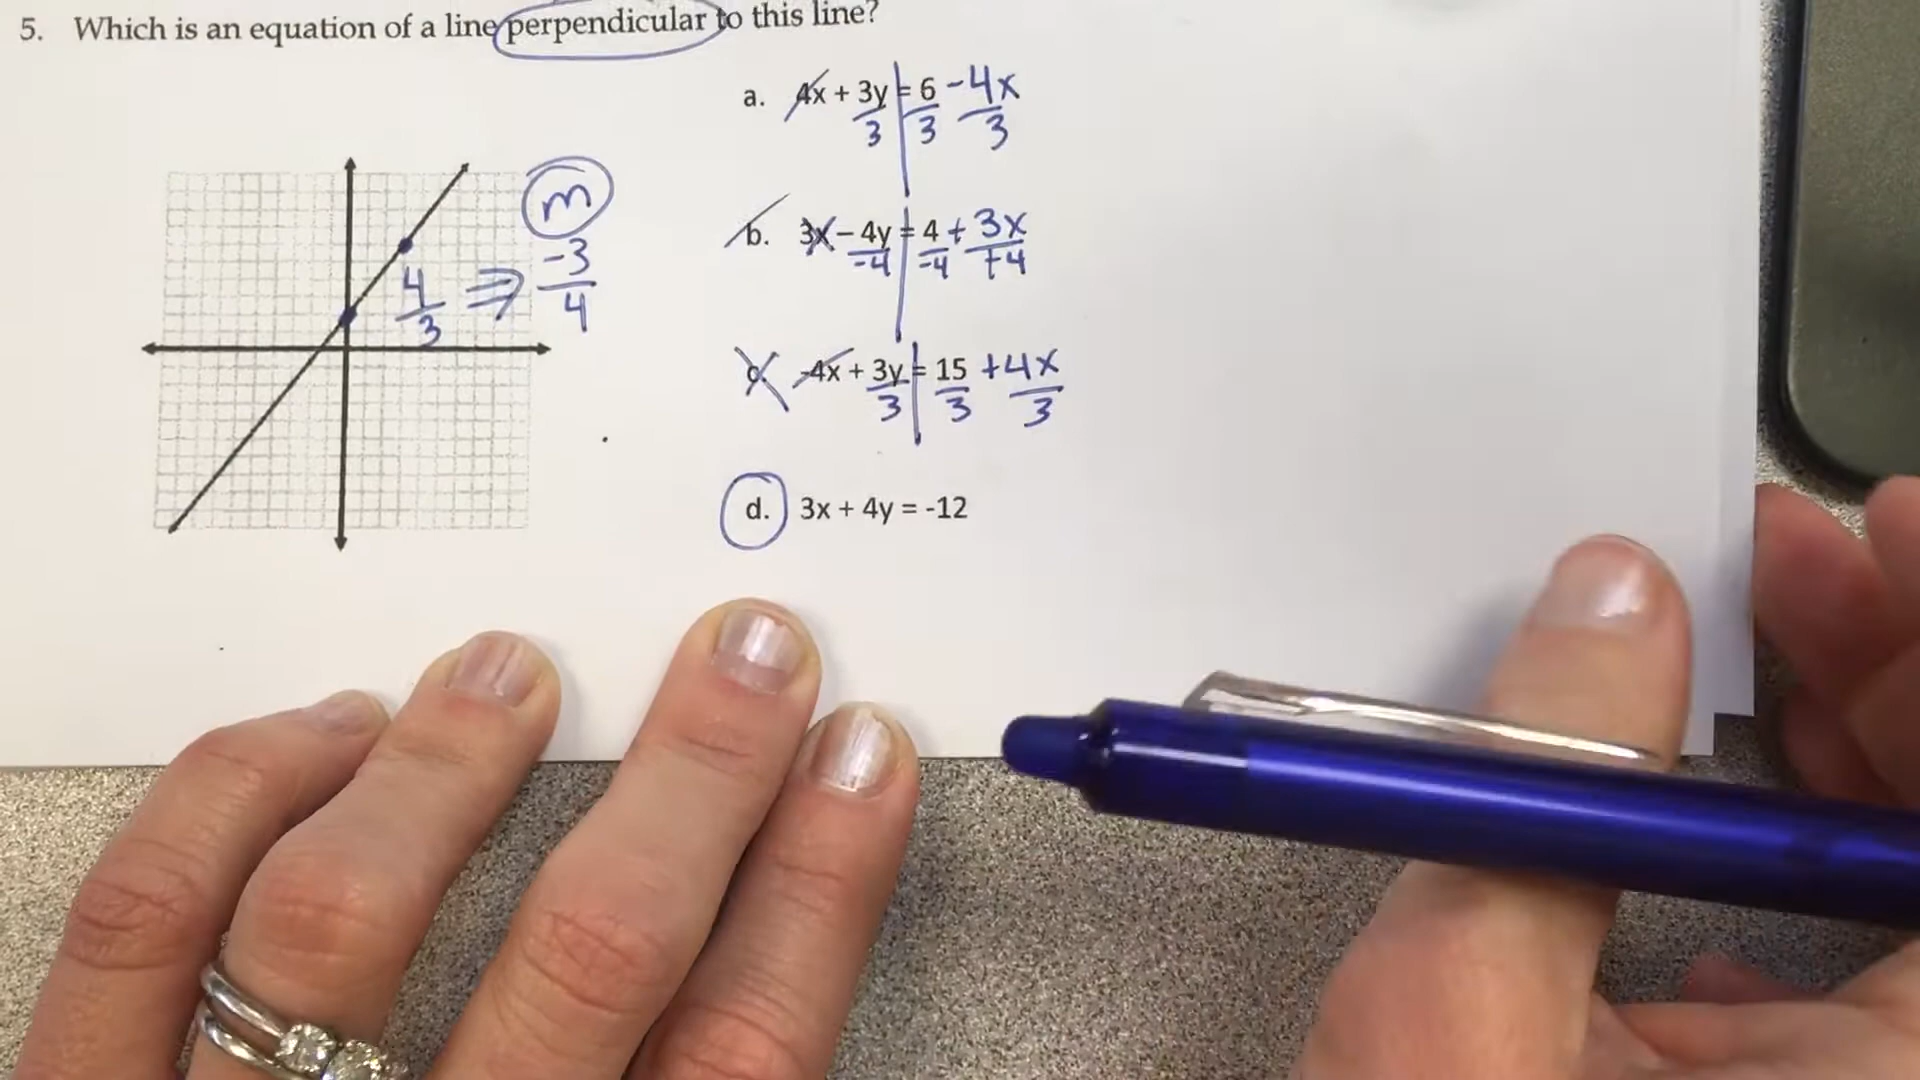 5. Which is an equation of a line perpendicular to this line?
a. 4x + 3y = 6 - 4x
3 3 3
m
-3
4
4
3
b. 3x - 4y = 4 + 3x
-4 -4 +4
c. -4x + 3y = 15 + 4x
3 3 3
d. 3x + 4y = -12